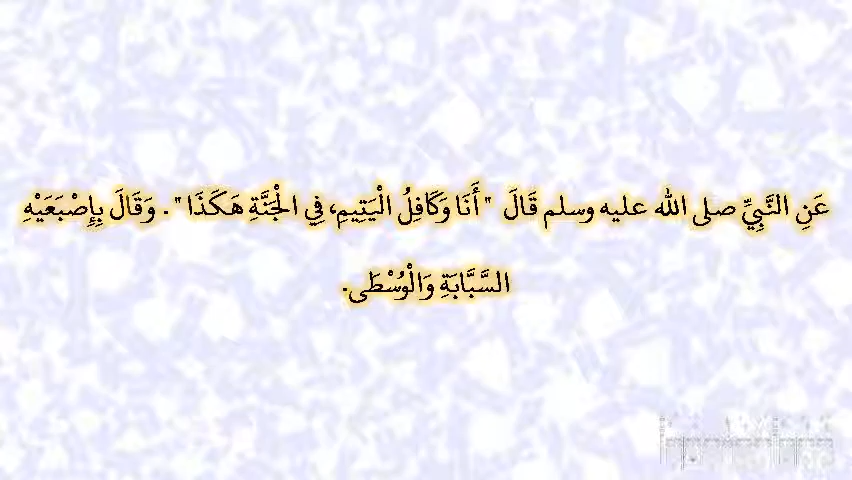 عَنِ النَّبِيِّ صلى الله عليه وسلم قَالَ " أَنَا وَكَافِلُ الْيَتِيمِ، فِي الْجَنَّةِ هَكَذَا ". وَقَالَ بِإِصْبَعَيْهِ
السَّبَّابَةِ وَالْوُسْطَى.